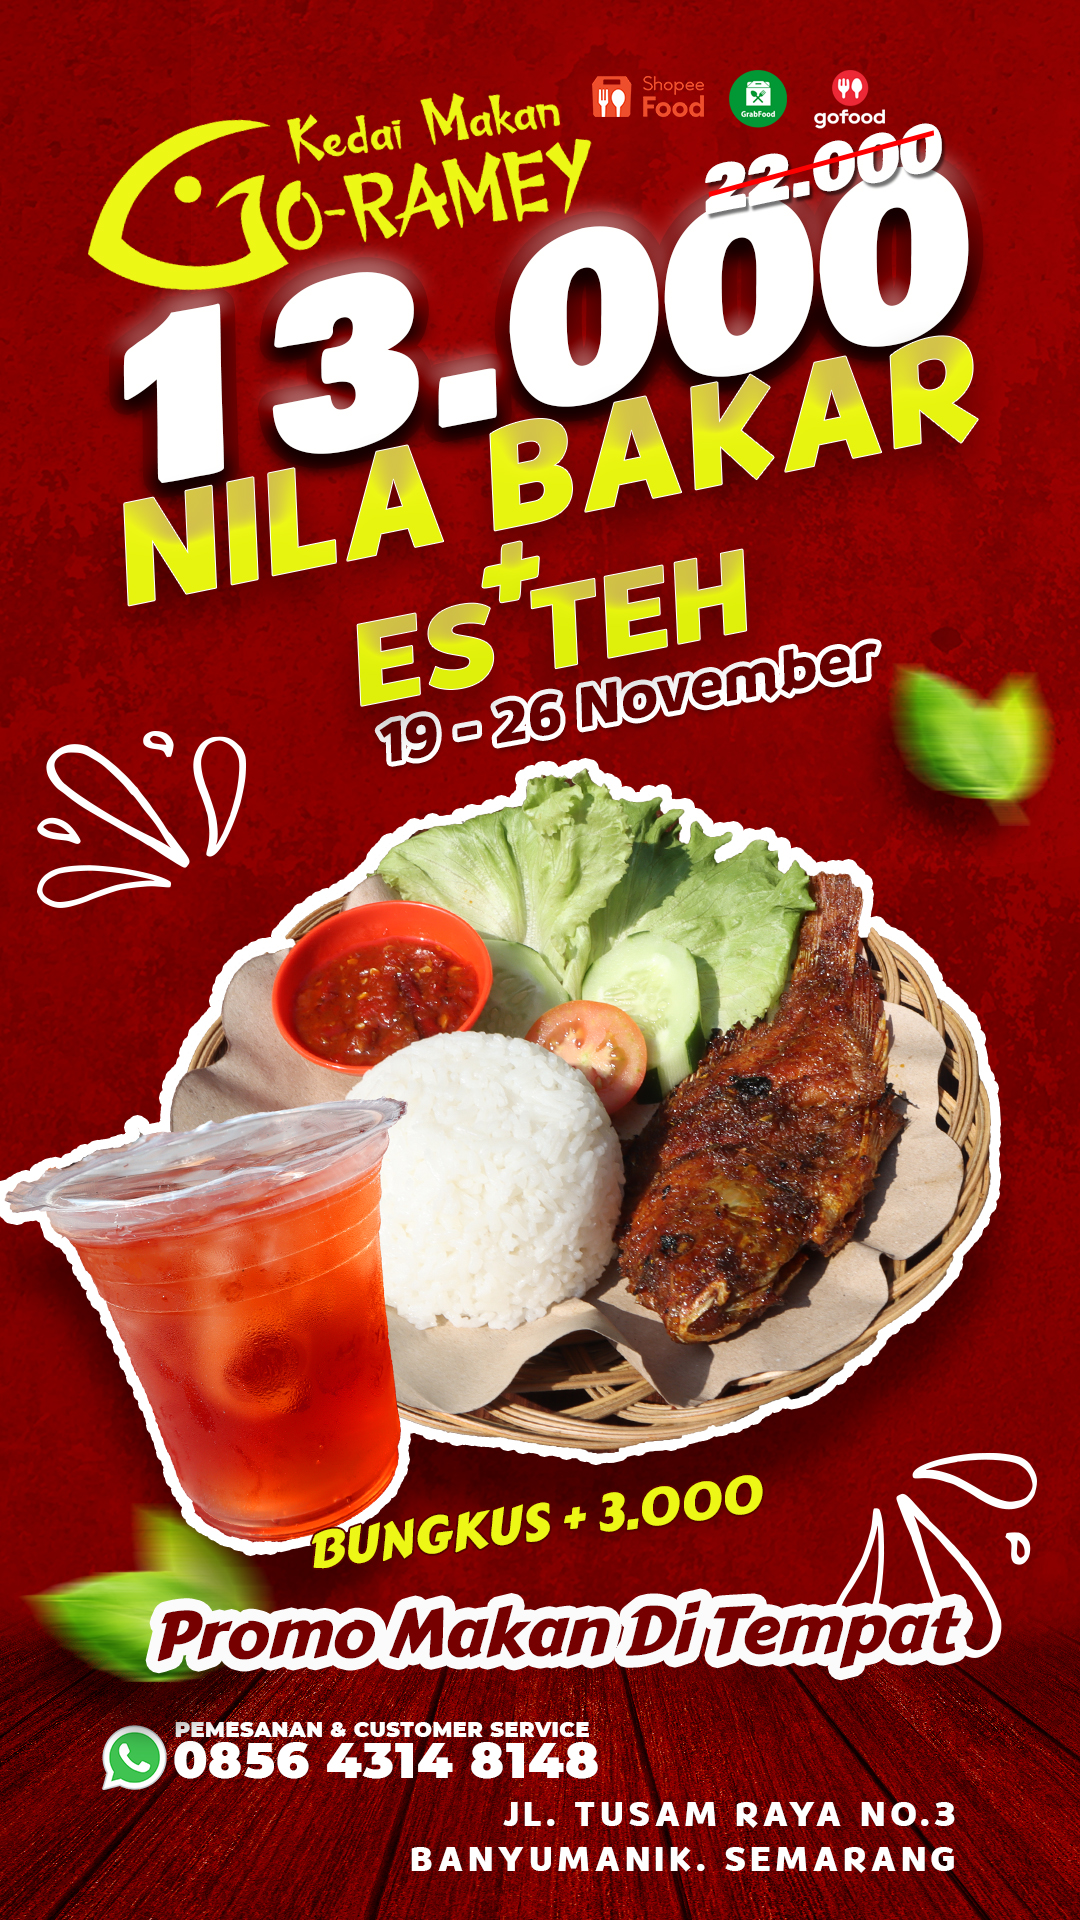 Kedai Makan
GO-RAMEY
Shopee
Food
GrabFood
gofood
22.000
13.000
NILA BAKAR
+
ES TEH
19 - 26 November
BUNGKUS + 3.000
Promo Makan Di Tempat
PEMESANAN & CUSTOMER SERVICE
0856 4314 8148
JL. TUSAM RAYA NO.3
BANYUMANIK. SEMARANG